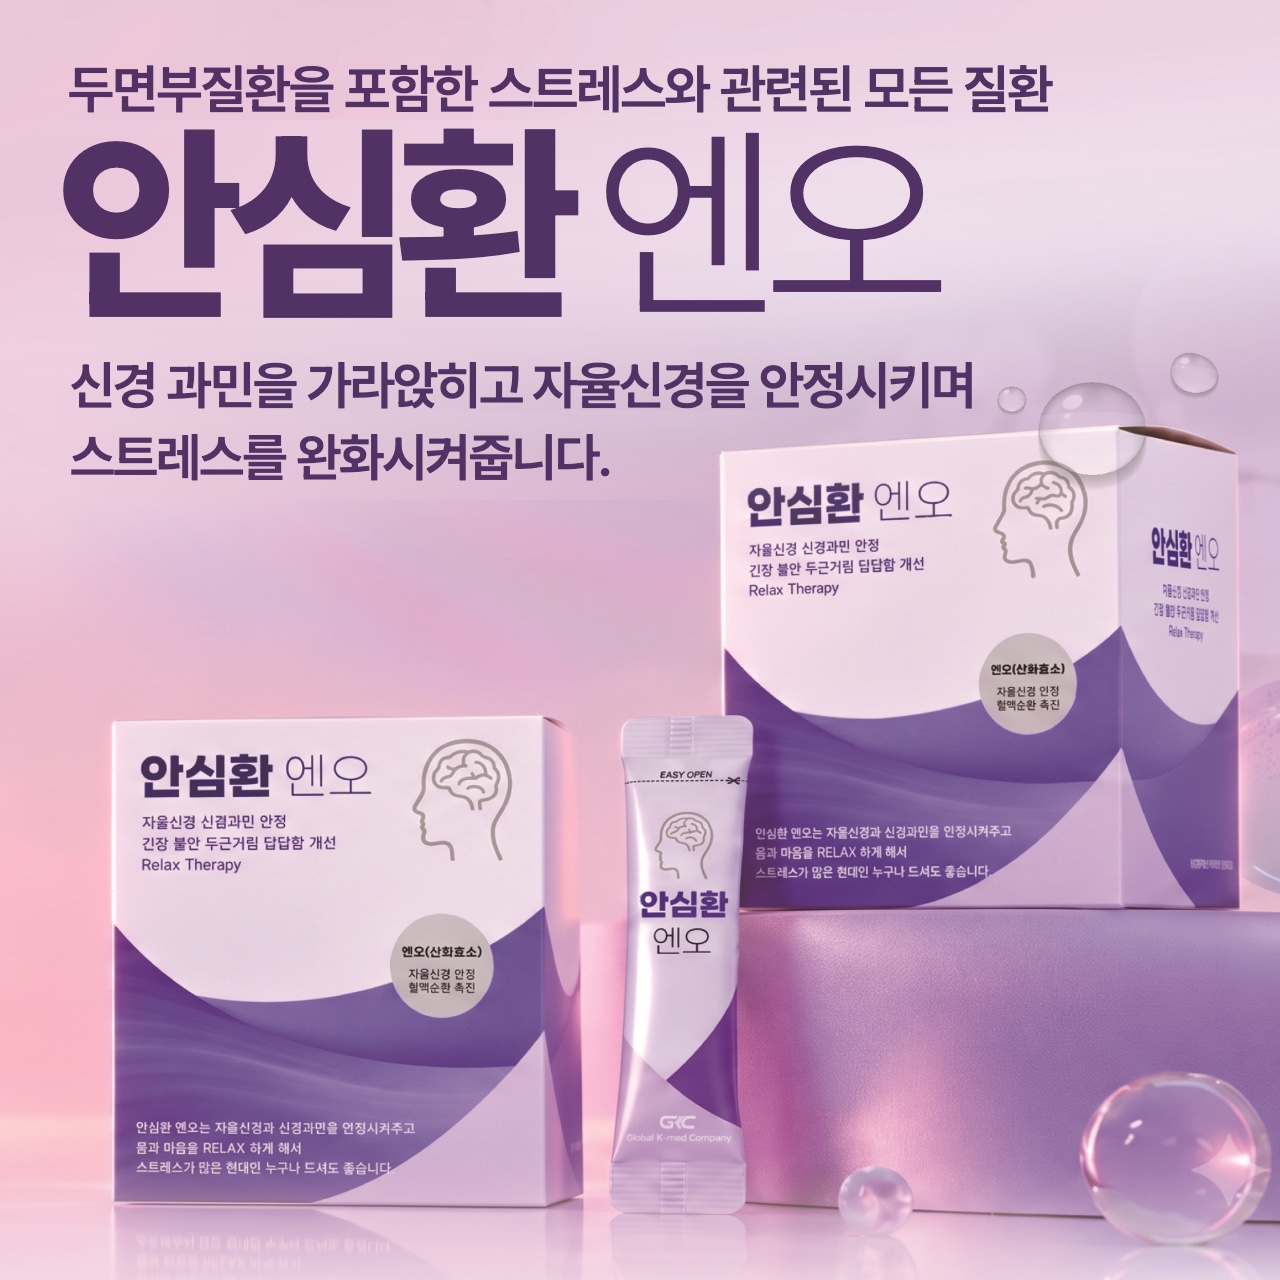 두면부질환을 포함한 스트레스와 관련된 모든 질환
안심환 엔오
신경 과민을 가라앉히고 자율신경을 안정시키며
스트레스를 완화시켜줍니다.
안심환 엔오
자율신경 신경과민 안정
긴장 불안 두근거림 딥답함 개선
Relax Therapy
엔오(산화효소)
자율신경 안정
헐액순환 촉진
인심환 엔오는 자율신경과 신경과민을 안정시켜주고
음과 마음을 RELAX 하게 해서
스트레스가 많은 현대인 누구나 드셔도 좋습니다.
안심환 엔오
Relax Therapy
안심환 엔오
자율신경 신겸과민 안정
긴장 불안 두근거림 답답함 개선
Relax Therapy
엔오(산화효소)
자율신경 안정
헐액순환 촉진
안심환 엔오는 자율신경과 신경과면을 언정시켜주고
몸과 마음을 RELAX 하게 해서
스트레스가 많은 현대인 누구나 드셔도 좋습니다.
EASY OPEN
안심환
엔오
GKC
Global K-med Company